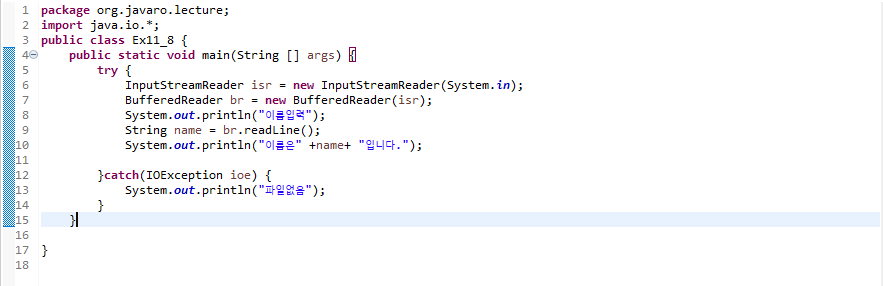 1 package org.javaro.lecture;
2 import java.io.*;
3 public class Ex11_8 {
4 public static void main(String [] args) {
5 try {
6 InputStreamReader isr = new InputStreamReader(System.in);
7 BufferedReader br = new BufferedReader(isr);
8 System.out.println("이름입력");
9 String name = br.readLine();
10 System.out.println("이름은" +name+ "입니다.");
11
12 }catch(IOException ioe) {
13 System.out.println("파일없음");
14 }
15 }
16
17 }
18